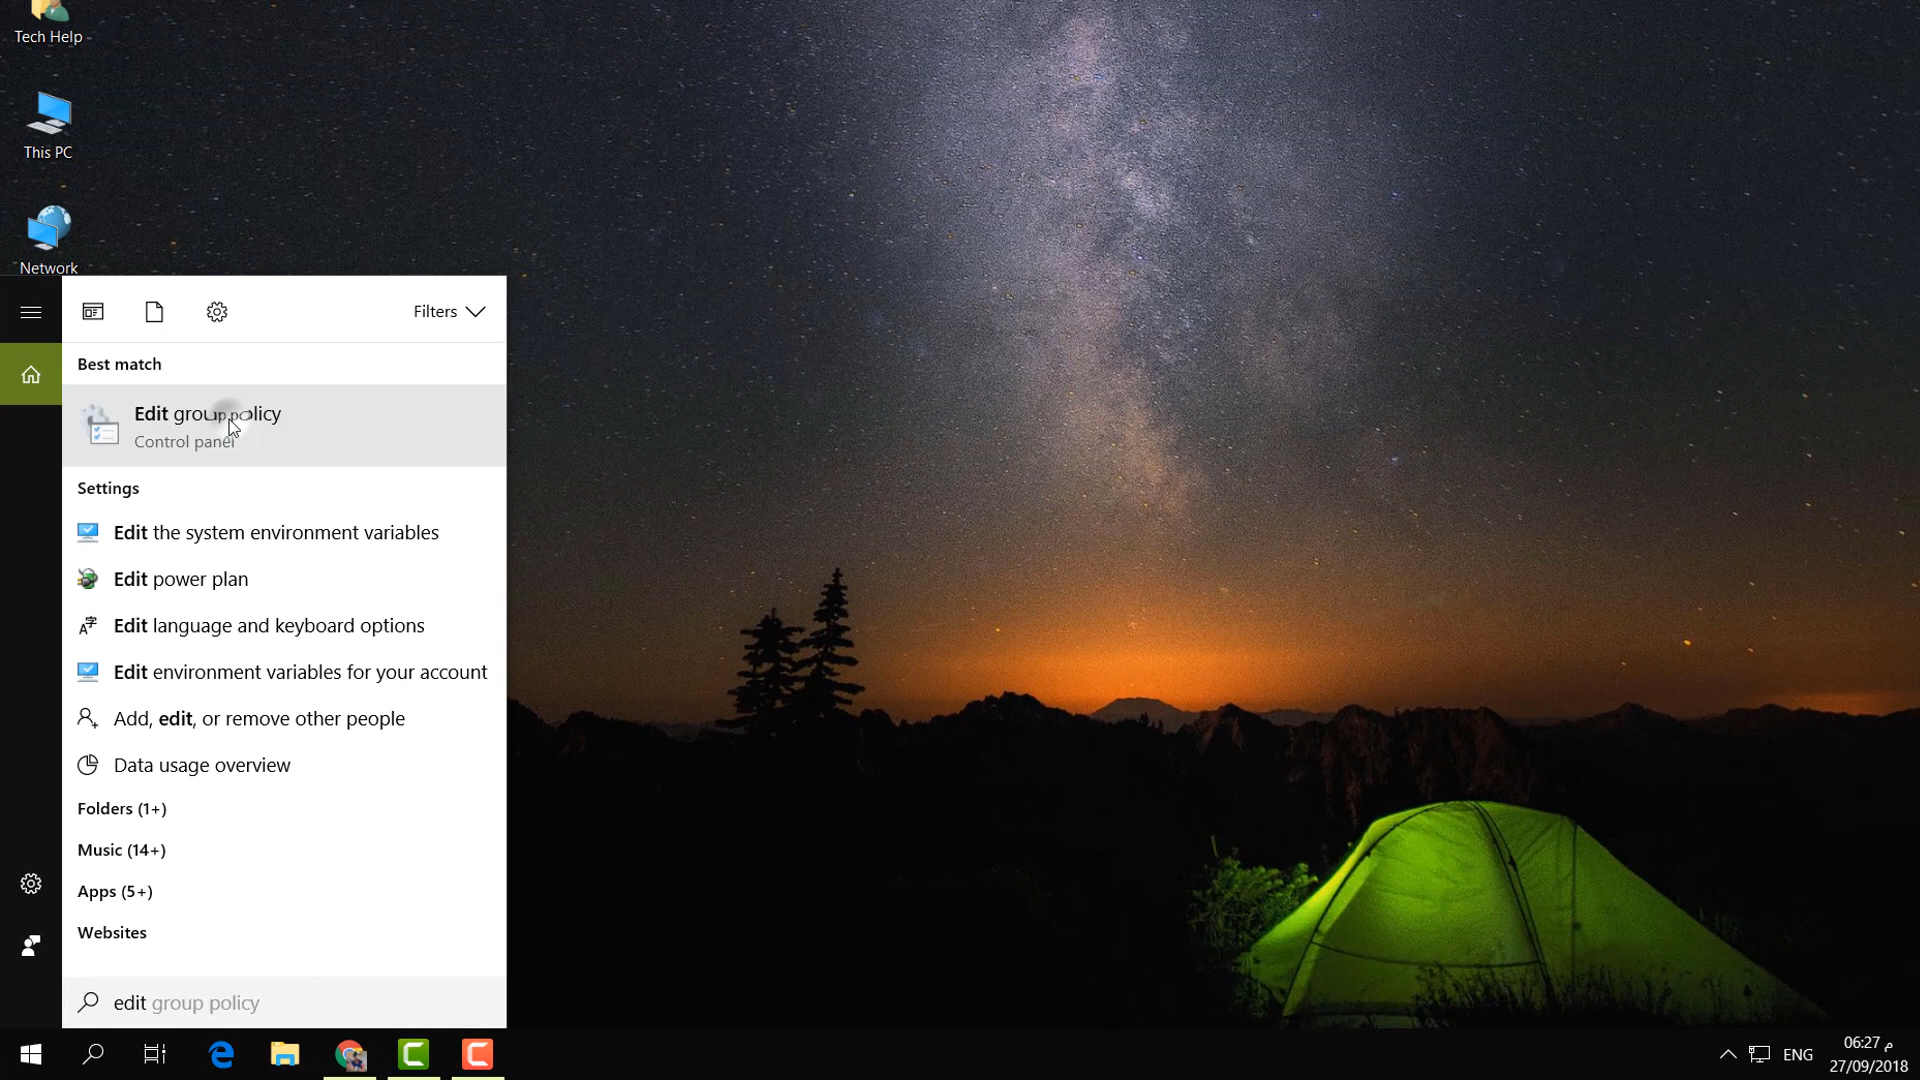 Tech Help
This PC
Network
Filters
Best match
Edit group policy
Control panel
Settings
Edit the system environment variables
Edit power plan
Edit language and keyboard options
Edit environment variables for your account
Add, edit, or remove other people
Data usage overview
Folders (1+)
Music (14+)
Apps (5+)
Websites
edit group policy
ENG
06:27 م
27/09/2018